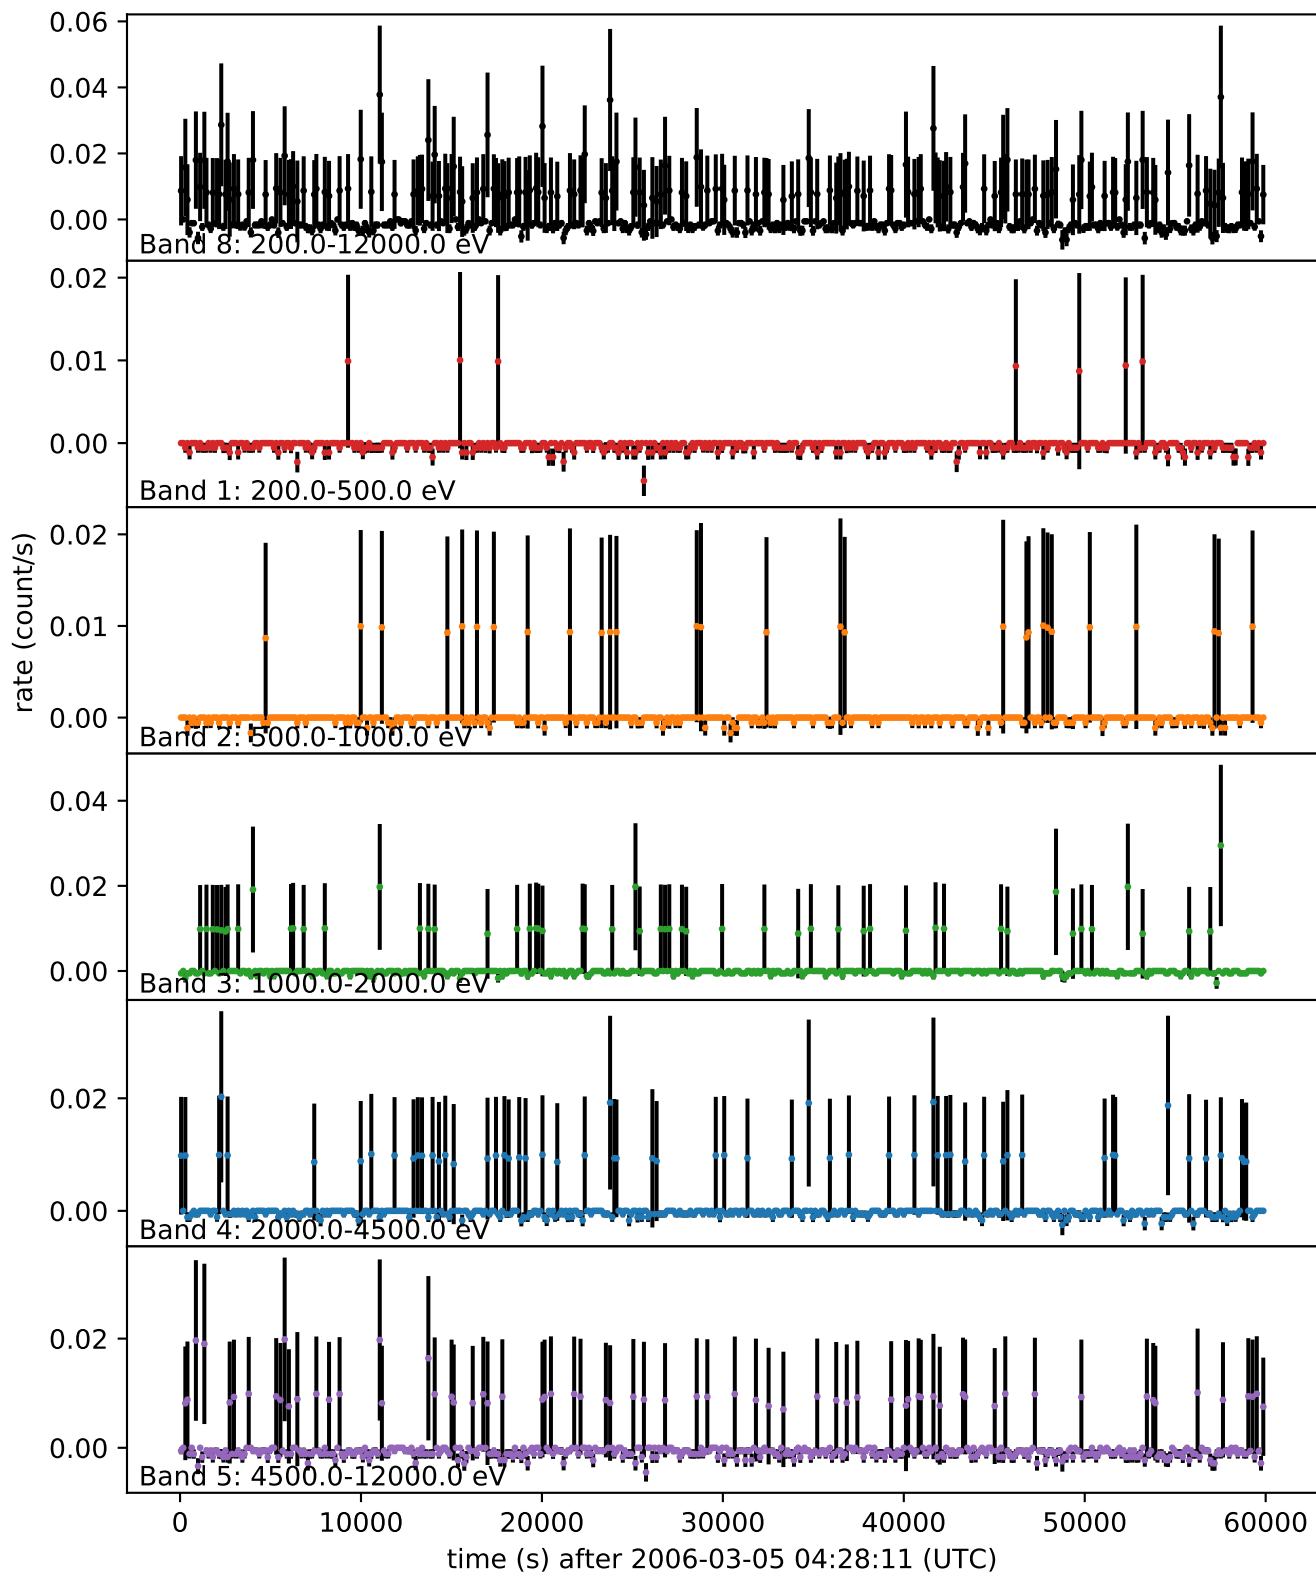 0.06
0.04
0.02
0.00
Band 8: 200.0-12000.0 eV
0.02
0.01
0.00
Band 1: 200.0-500.0 eV
0.02
0.01
0.00
Band 2: 500.0-1000.0 eV
rate (count/s)
0.04
0.02
0.00
Band 3: 1000.0-2000.0 eV
0.02
0.00
Band 4: 2000.0-4500.0 eV
0.02
0.00
Band 5: 4500.0-12000.0 eV
0 10000 20000 30000 40000 50000 60000
time (s) after 2006-03-05 04:28:11 (UTC)